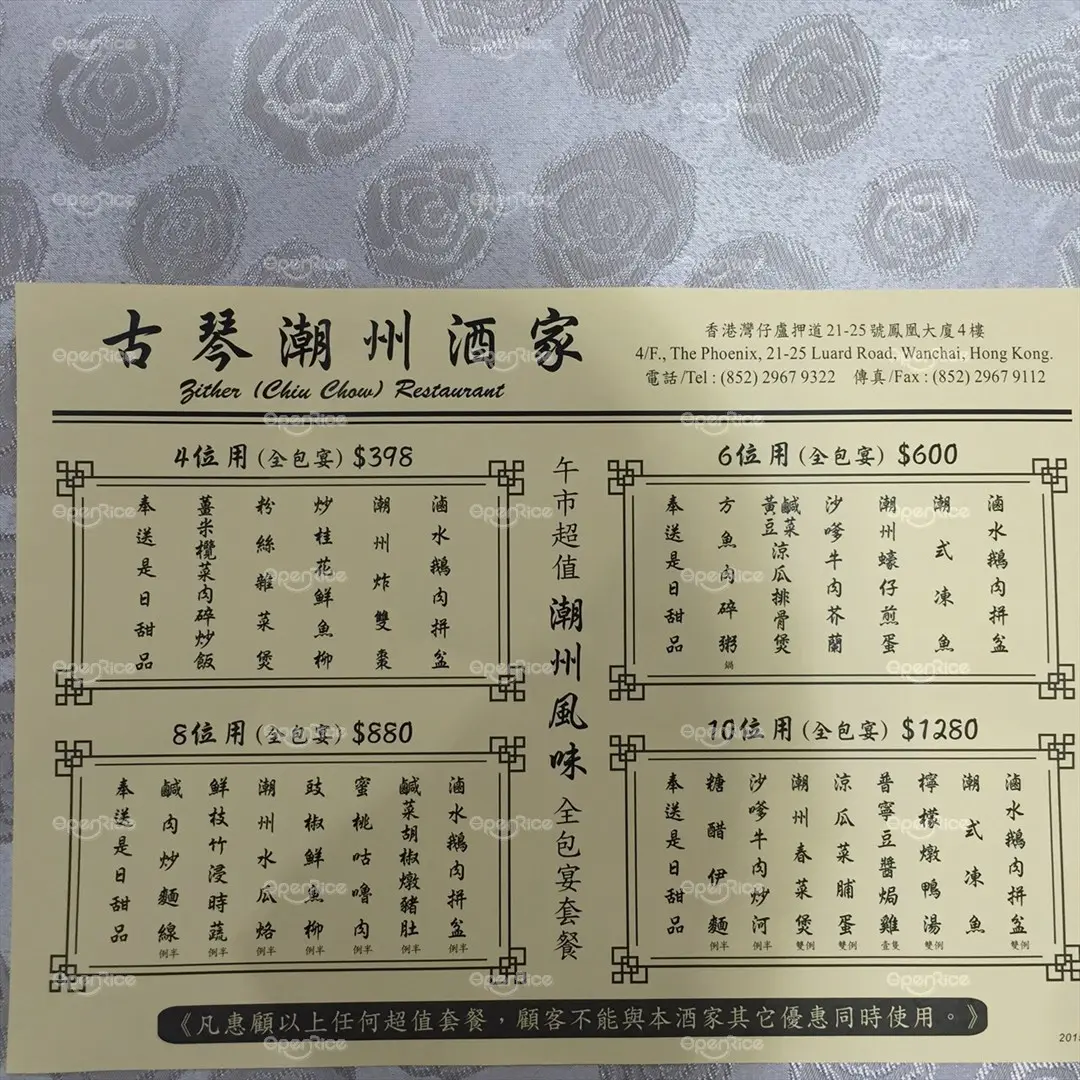 古琴潮州酒家
Zither (Chiu Chow) Restaurant
香港灣仔盧押道21-25號鳳凰大廈4樓
4/F., The Phoenix, 21-25 Luard Road, Wanchai, Hong Kong.
電話/Tel : (852) 2967 9322 傳真/Fax : (852) 2967 9112
午市超值 潮州風味 全包宴套餐
4位用(全包宴) $398
滷水鵝肉拼盆
潮州炸雙棗
炒桂花鮮魚柳
粉絲雜菜煲
薑米欖菜肉碎炒飯
奉送是日甜品
6位用(全包宴) $600
滷水鵝肉拼盆
潮式凍魚
潮州蠔仔煎蛋
沙嗲牛肉芥蘭
鹹菜黃豆涼瓜排骨煲
方魚肉碎粥 鍋
奉送是日甜品
8位用(全包宴) $880
滷水鵝肉拼盆 例半
鹹菜胡椒燉豬肚 例半
蜜桃咕嚕肉 例半
豉椒鮮魚柳 例半
潮州水瓜烙 例半
鮮枝竹浸時蔬 例半
鹹肉炒麵線 例半
奉送是日甜品
10位用(全包宴) $1280
滷水鵝肉拼盆 雙例
潮式凍魚
檸檬燉鴨湯 雙例
普寧豆醬焗雞 壹隻
涼瓜菜脯蛋 雙例
潮州春菜煲 雙例
沙嗲牛肉炒河 例半
糖醋伊麵 例半
奉送是日甜品
《凡惠顧以上任何超值套餐，顧客不能與本酒家其它優惠同時使用。》
OpenRice